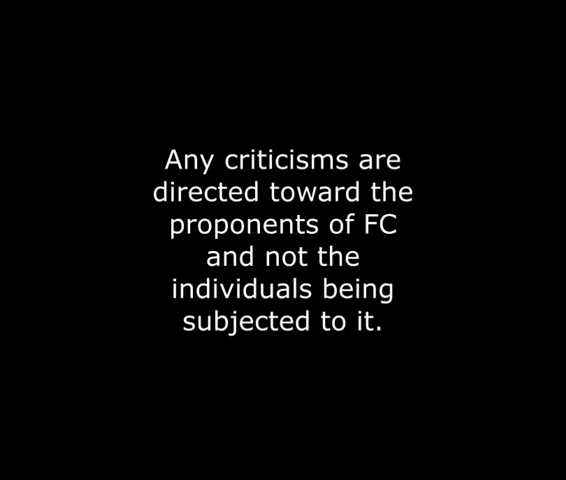 Any criticisms are
directed toward the
proponents of FC
and not the
individuals being
subjected to it.